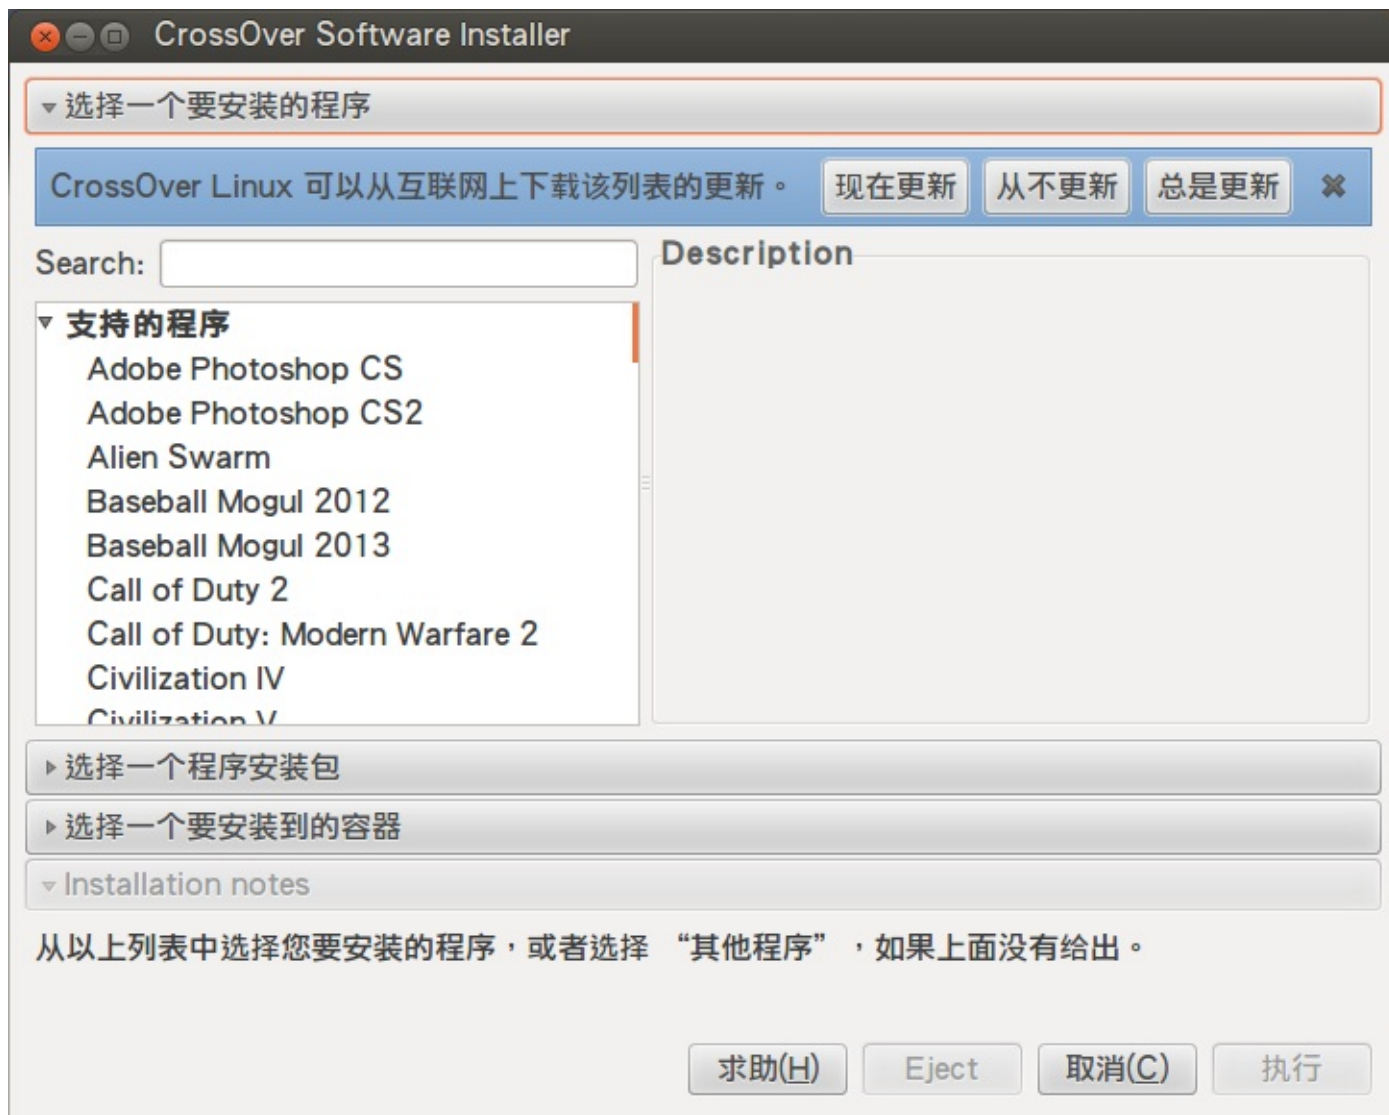 CrossOver Software Installer
选择一个要安装的程序
CrossOver Linux 可以从互联网上下载该列表的更新。 现在更新 从不更新 总是更新
Search:
Description
支持的程序
Adobe Photoshop CS
Adobe Photoshop CS2
Alien Swarm
Baseball Mogul 2012
Baseball Mogul 2013
Call of Duty 2
Call of Duty: Modern Warfare 2
Civilization IV
Civilization V
选择一个程序安装包
选择一个要安装到的容器
Installation notes
从以上列表中选择您要安装的程序，或者选择 “其他程序”，如果上面没有给出。
求助(H) Eject 取消(C) 执行